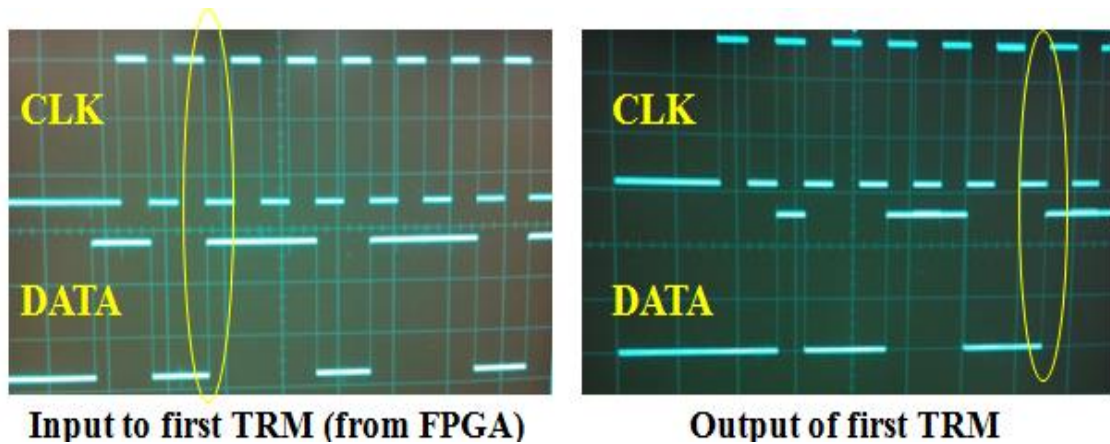 CLK
DATA
Input to first TRM (from FPGA)
CLK
DATA
Output of first TRM